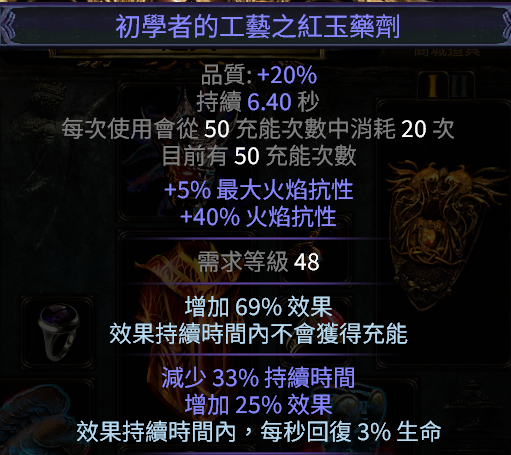 初學者的工藝之紅玉藥劑
品質: +20%
持續 6.40 秒
每次使用會從 50 充能次數中消耗 20 次
目前有 50 充能次數
+5% 最大火焰抗性
+40% 火焰抗性
需求等級 48
增加 69% 效果
效果持續時間內不會獲得充能
減少 33% 持續時間
增加 25% 效果
效果持續時間內，每秒回復 3% 生命